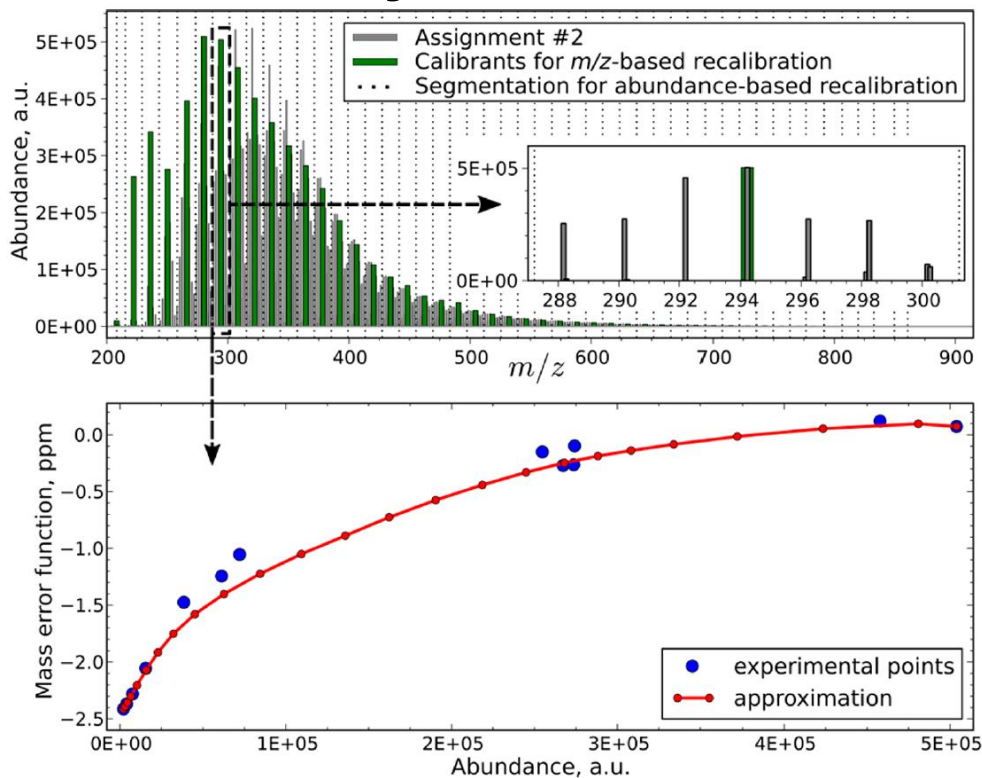 Assignment #2
Calibrants for m/z-based recalibration
Segmentation for abundance-based recalibration
Abundance, a.u.
5E+05
4E+05
3E+05
2E+05
1E+05
0E+00
200 300 400 500 600 700 800 900
m/z
5E+05
0E+00
288 290 292 294 296 298 300
Mass error function, ppm
0.0
−0.5
−1.0
−1.5
−2.0
−2.5
experimental points
approximation
0E+00 1E+05 2E+05 3E+05 4E+05 5E+05
Abundance, a.u.